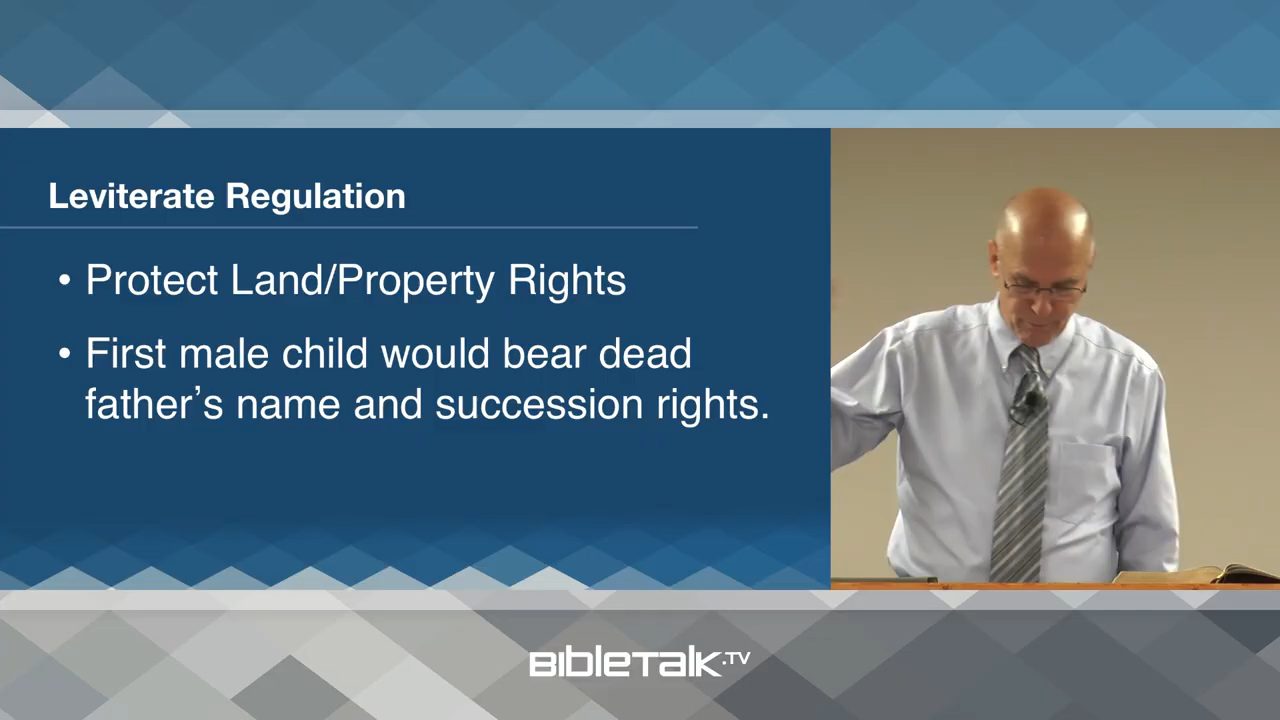 Leviterate Regulation
• Protect Land/Property Rights
• First male child would bear dead
father's name and succession rights.
BIBLETALK.TV